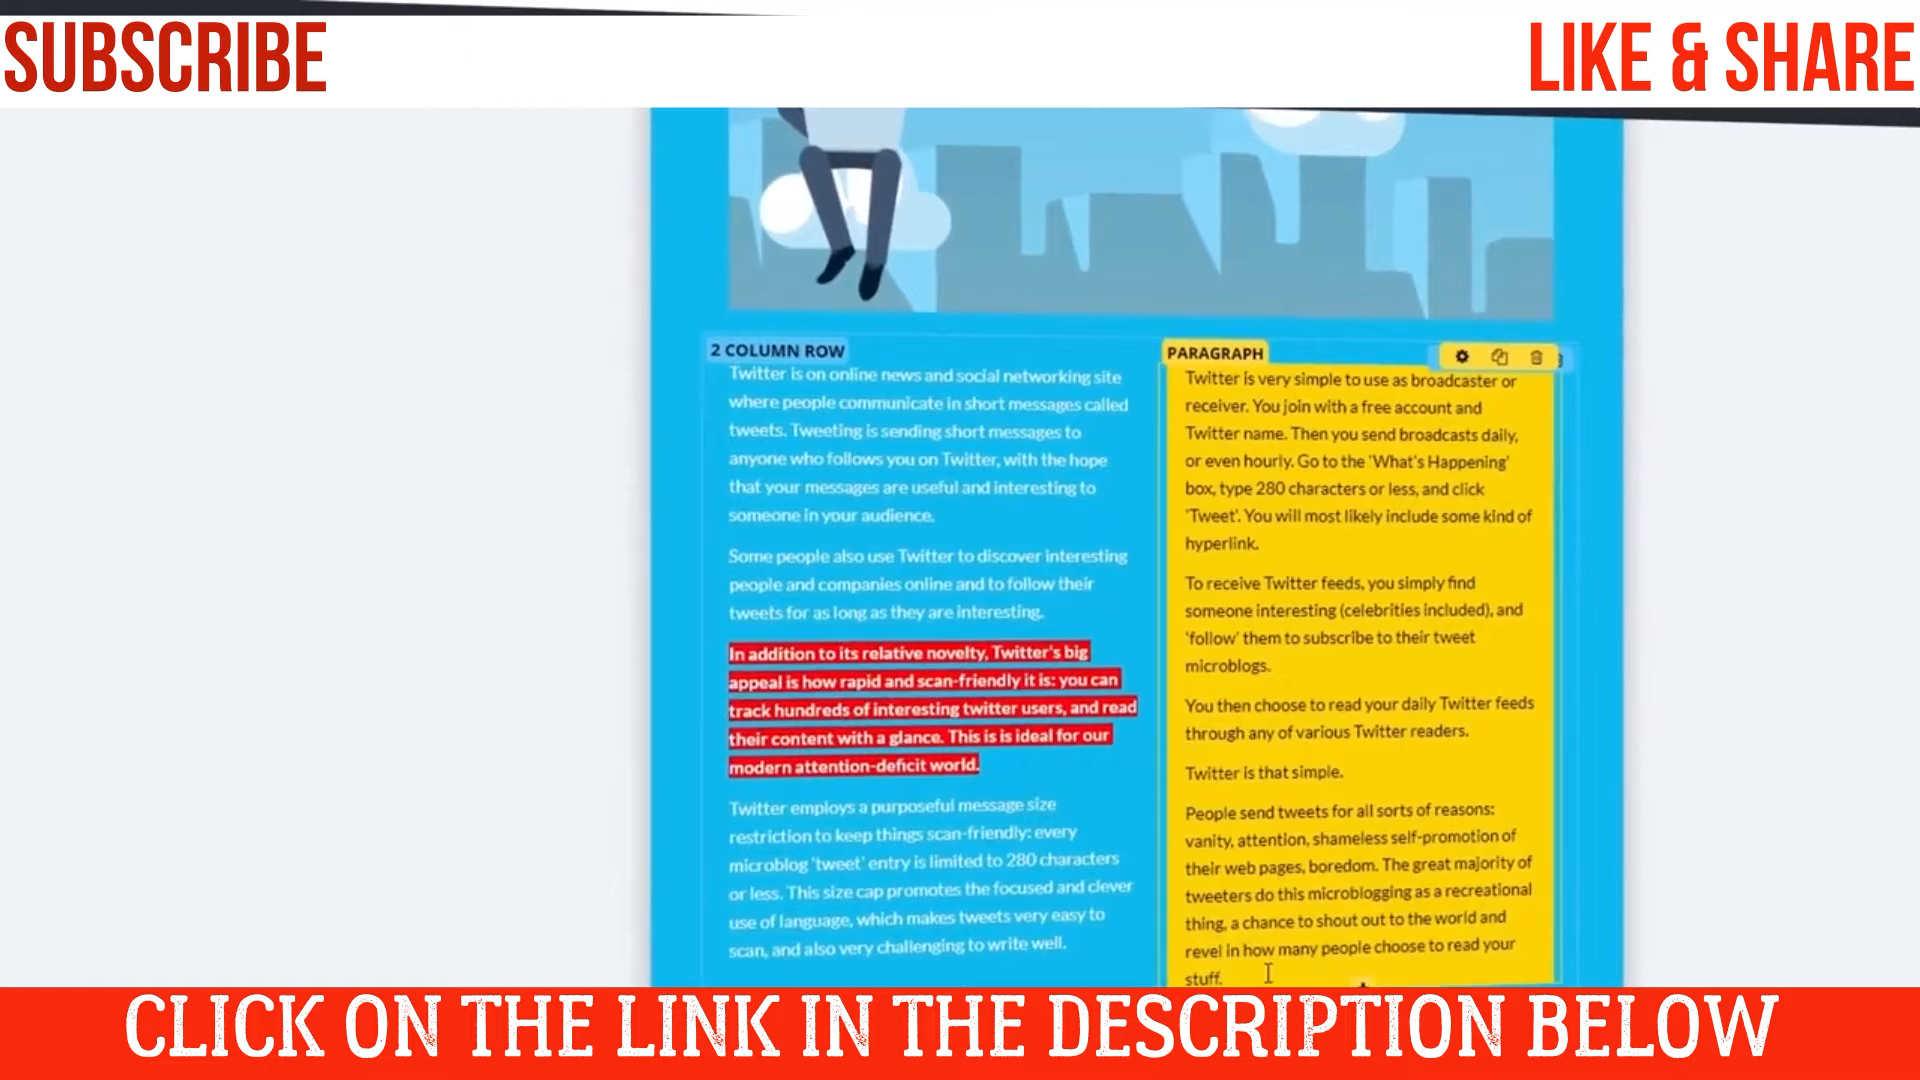 SUBSCRIBE
LIKE & SHARE
2 COLUMN ROW
Twitter is on online news and social networking site
where people communicate in short messages called
tweets. Tweeting is sending short messages to
anyone who follows you on Twitter, with the hope
that your messages are useful and interesting to
someone in your audience.
Some people also use Twitter to discover interesting
people and companies online and to follow their
tweets for as long as they are interesting.
In addition to its relative novelty, Twitter's big
appeal is how rapid and scan-friendly it is: you can
track hundreds of interesting twitter users, and read
their content with a glance. This is is ideal for our
modern attention-deficit world.
Twitter employs a purposeful message size
restriction to keep things scan-friendly: every
microblog 'tweet' entry is limited to 280 characters
or less. This size cap promotes the focused and clever
use of language, which makes tweets very easy to
scan, and also very challenging to write well.
PARAGRAPH
Twitter is very simple to use as broadcaster or
receiver. You join with a free account and
Twitter name. Then you send broadcasts daily,
or even hourly. Go to the 'What's Happening'
box, type 280 characters or less, and click
'Tweet'. You will most likely include some kind of
hyperlink.
To receive Twitter feeds, you simply find
someone interesting (celebrities included), and
'follow' them to subscribe to their tweet
microblogs.
You then choose to read your daily Twitter feeds
through any of various Twitter readers.
Twitter is that simple.
People send tweets for all sorts of reasons:
vanity, attention, shameless self-promotion of
their web pages, boredom. The great majority of
tweeters do this microblogging as a recreational
thing, a chance to shout out to the world and
revel in how many people choose to read your
stuff.
CLICK ON THE LINK IN THE DESCRIPTION BELOW